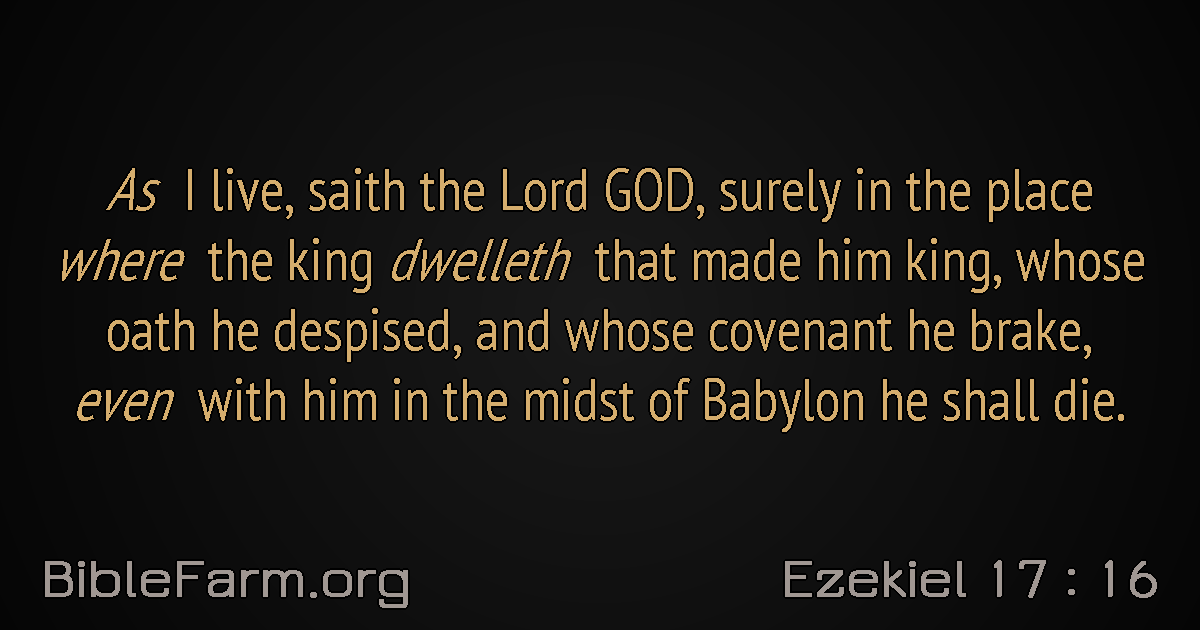 As I live, saith the Lord GOD, surely in the place
where the king dwelleth that made him king, whose
oath he despised, and whose covenant he brake,
even with him in the midst of Babylon he shall die.
BibleFarm.org
Ezekiel 17 : 16